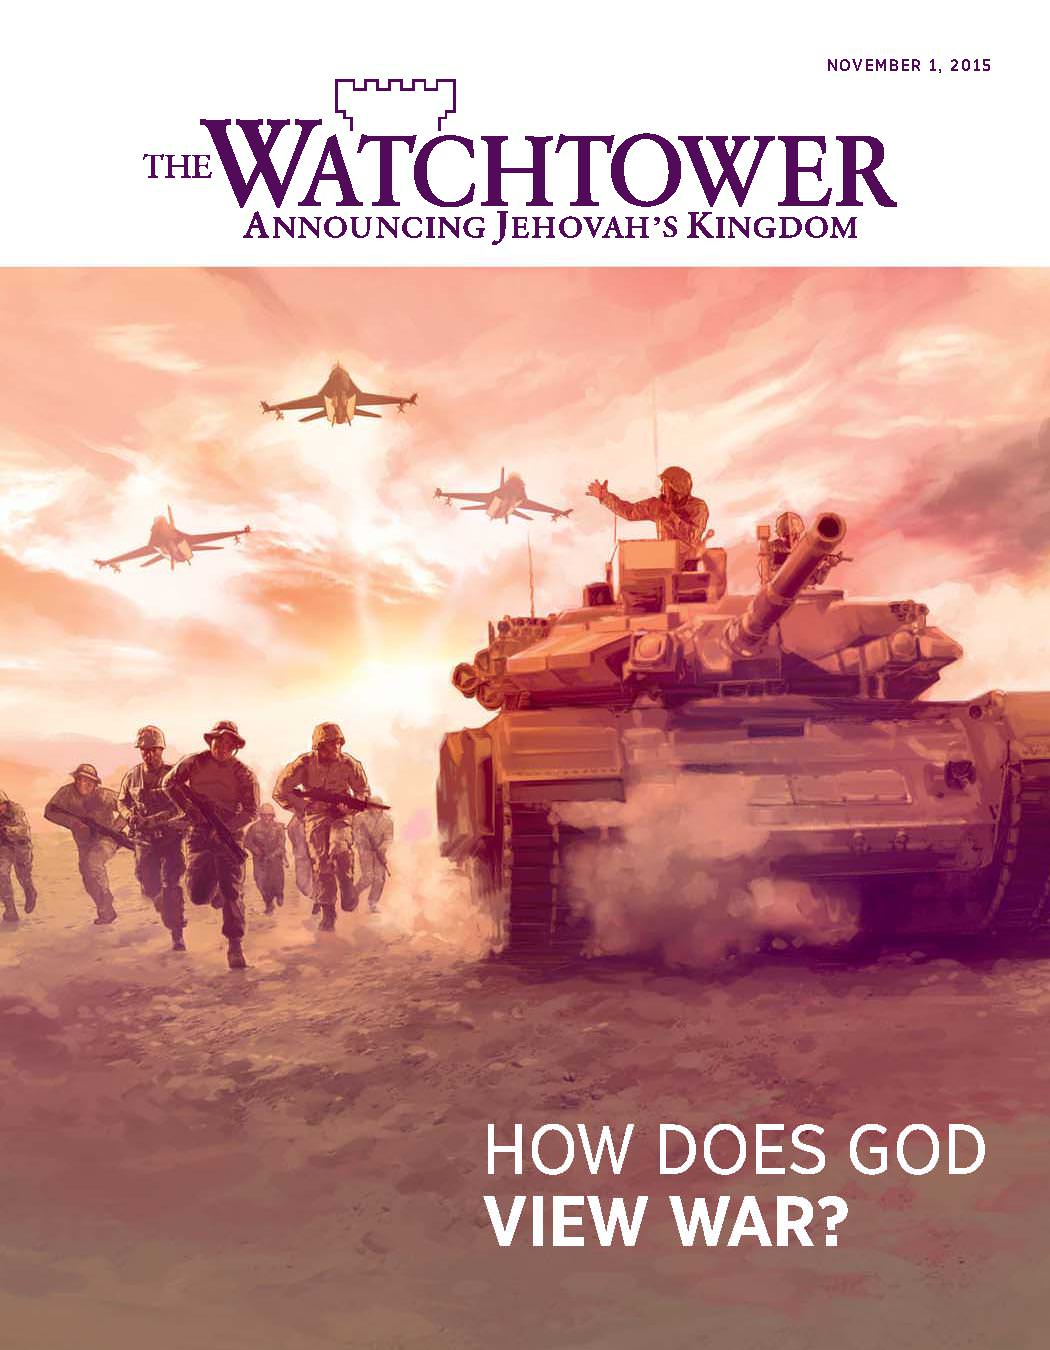 NOVEMBER 1, 2015
THE WATCHTOWER
ANNOUNCING JEHOVAH'S KINGDOM
HOW DOES GOD
VIEW WAR?